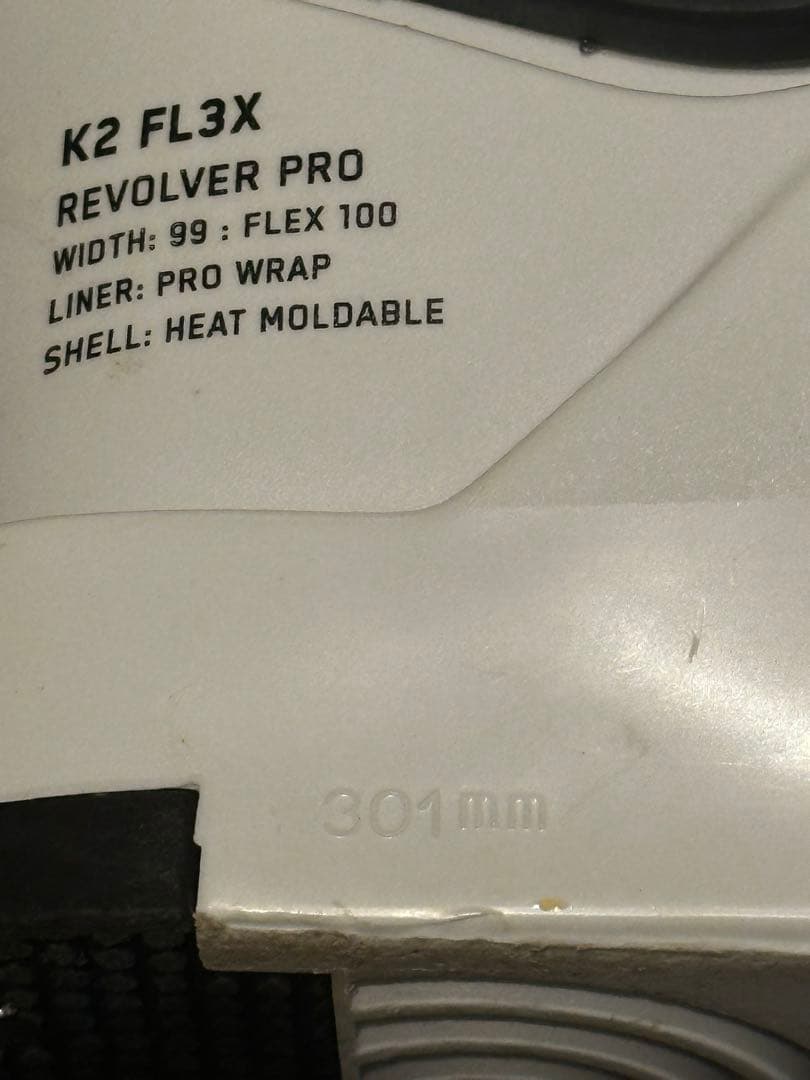 K2 FL3X
REVOLVER PRO
WIDTH: 99 : FLEX 100
LINER: PRO WRAP
SHELL: HEAT MOLDABLE
301mm